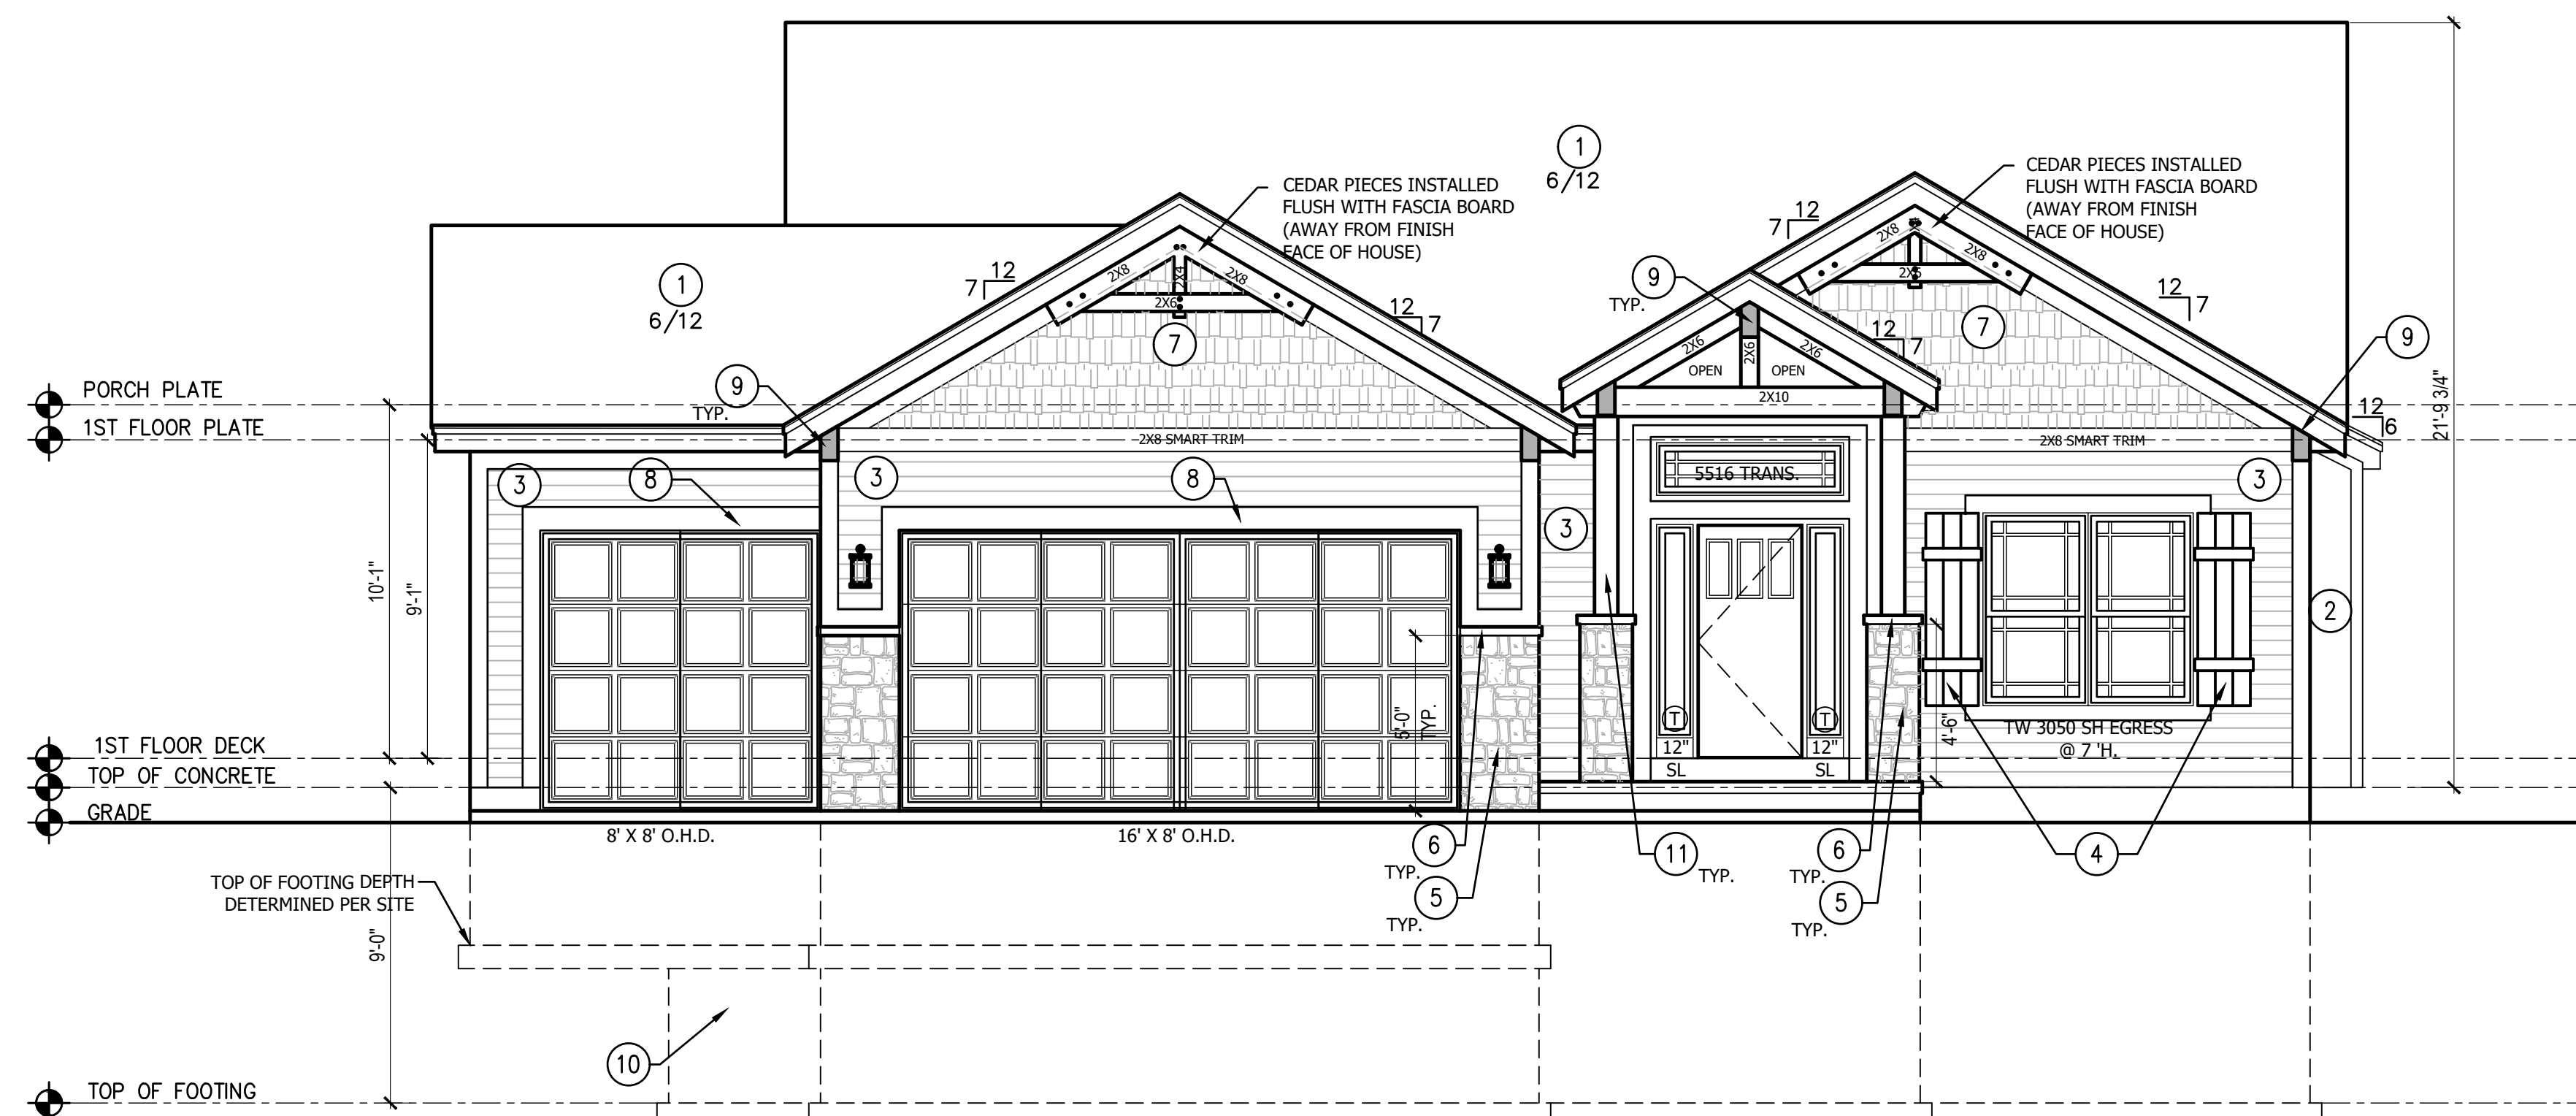 1
6/12
21'-9 3/4"
CEDAR PIECES INSTALLED
FLUSH WITH FASCIA BOARD
(AWAY FROM FINISH
FACE OF HOUSE)
CEDAR PIECES INSTALLED
FLUSH WITH FASCIA BOARD
(AWAY FROM FINISH
FACE OF HOUSE)
1
6/12
12
7
2X8
2X4
2X8
2X6
12
7
7
12
7
2X8
2X8
12
7
7
9
TYP.
12
7
2X6
2X6
2X6
OPEN
OPEN
2X10
9
12
6
9
TYP.
PORCH PLATE
1ST FLOOR PLATE
2X8 SMART TRIM
2X8 SMART TRIM
3
8
3
8
3
5516 TRANS.
3
2
10'-1"
9'-1"
5'-0"
TYP.
T
T
12"
12"
SL
SL
4'-6"
TW 3050 SH EGRESS
@ 7 'H.
1ST FLOOR DECK
TOP OF CONCRETE
GRADE
8' X 8' O.H.D.
16' X 8' O.H.D.
6
TYP.
5
TYP.
11
TYP.
6
TYP.
5
TYP.
4
TOP OF FOOTING DEPTH
DETERMINED PER SITE
9'-0"
10
TOP OF FOOTING